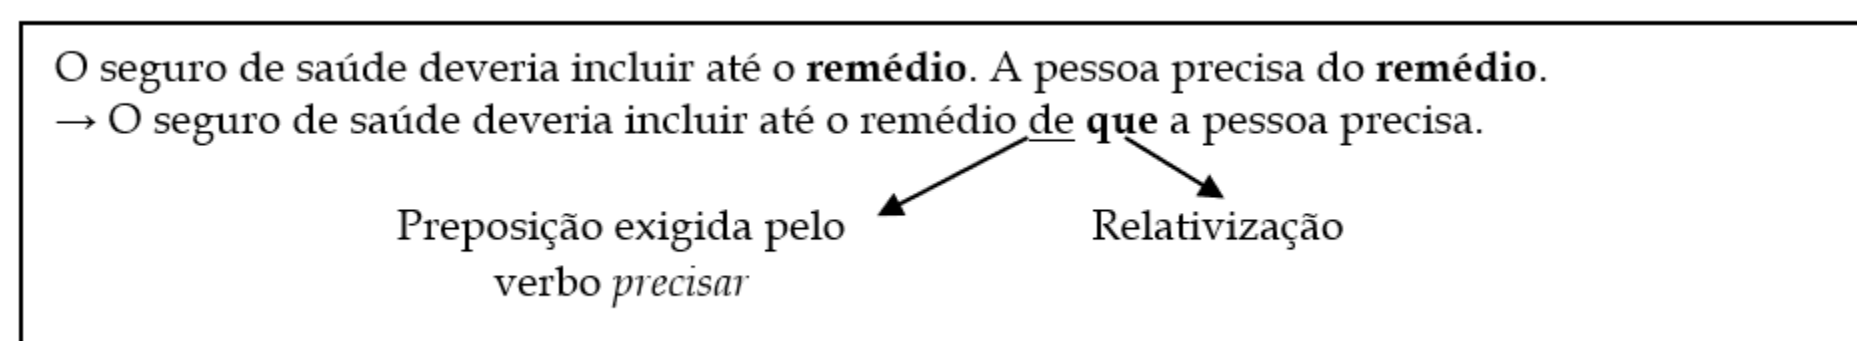 O seguro de saúde deveria incluir até o remédio. A pessoa precisa do remédio.
→ O seguro de saúde deveria incluir até o remédio de que a pessoa precisa.
Preposição exigida pelo
verbo precisar
Relativização